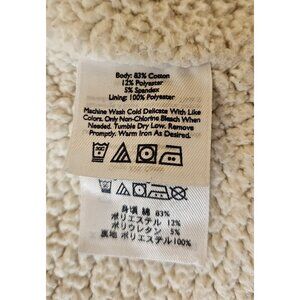 Body: 83% Cotton
12% Polyester
5% Spandex
Lining: 100% Polyester
Machine Wash Cold Delicate With Like
Colors. Only Non-Chlorine Bleach When
Needed. Tumble Dry Low. Remove
Promptly. Warm Iron As Desired.
身頃 綿 83%
ポリエステル 12%
ポリウレタン 5%
裏地 ポリエステル100%